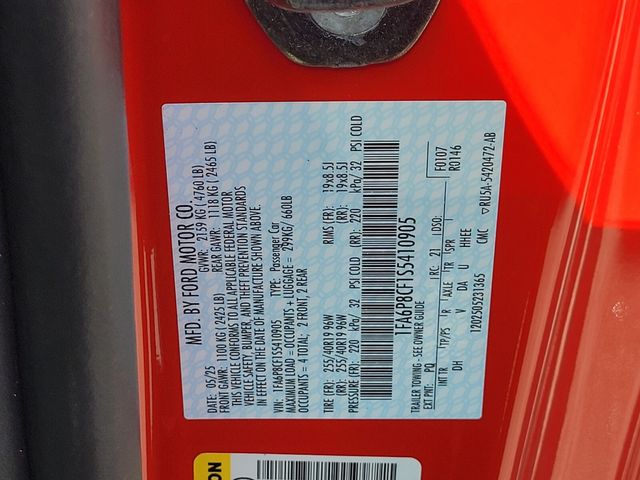 MFD. BY FORD MOTOR CO.
DATE: 05/25 GVWR: 2159 KG (4760 LB)
FRONT GAWR: 1100 KG (2425 LB) REAR GAWR: 1118 KG (2465 LB)
THIS VEHICLE CONFORMS TO ALL APPLICABLE FEDERAL MOTOR
VEHICLE SAFETY, BUMPER, AND THEFT PREVENTION STANDARDS
IN EFFECT ON THE DATE OF MANUFACTURE SHOWN ABOVE.
VIN: 1FA6P8CF1S5410905 TYPE: Passenger Car
MAXIMUM LOAD = OCCUPANTS + LUGGAGE = 299KG/ 660LB
OCCUPANTS = 4 TOTAL: 2 FRONT, 2 REAR
TIRE (FR): 255/40R19 96W RIMS (FR): 19x8.5J
(RR): 255/40R19 96W (RR): 19x8.5J
PRESSURE (FR): 220 kPa/ 32 PSI COLD (RR): 220 kPa/ 32 PSI COLD
1FA6P8CF1S5410905
TRAILER TOWING - SEE OWNER GUIDE F0107
R0146
EXT PNT: PQ RC: 21 DSO:
INT TR TP/PS R AXLE TR SPR
DH V DA U HHEE
1202505231365 CMC ▽RU5A-5420472-AB
ON